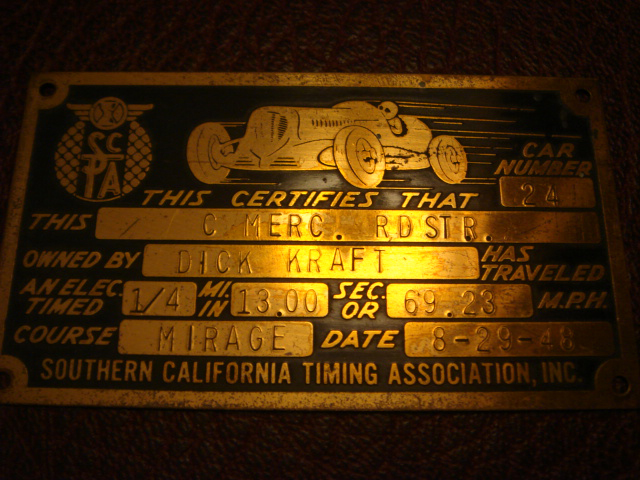 SC
TA
CAR
NUMBER
24
THIS CERTIFIES THAT
THIS C MERC. RDSTR.
OWNED BY DICK KRAFT HAS TRAVELED
AN ELEC. TIMED 1/4 MI. IN 13.00 SEC. OR 69.23 M.P.H.
COURSE MIRAGE DATE 8-29-48
SOUTHERN CALIFORNIA TIMING ASSOCIATION, INC.